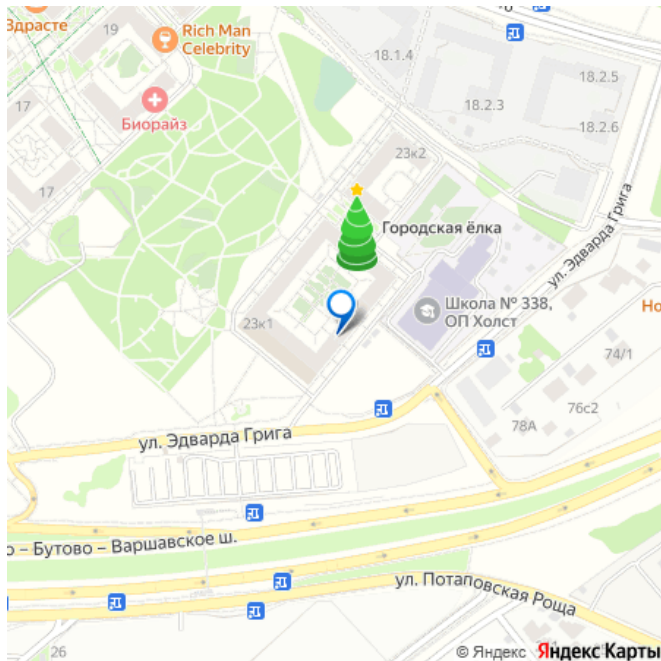 Здрасте
19
Rich Man
Celebrity
18.1.4
18.2.5
17
18.2.3
Биорайз
18.2.6
23к2
17
ул. Эдварда Грига
Городская ёлка
Школа № 338,
ОП Холст
Но
23к1
74/1
76с2
78А
ул. Эдварда Грига
о – Бутово – Варшавское ш.
ул. Потаповская Роща
26
© Яндекс Яндекс Карты